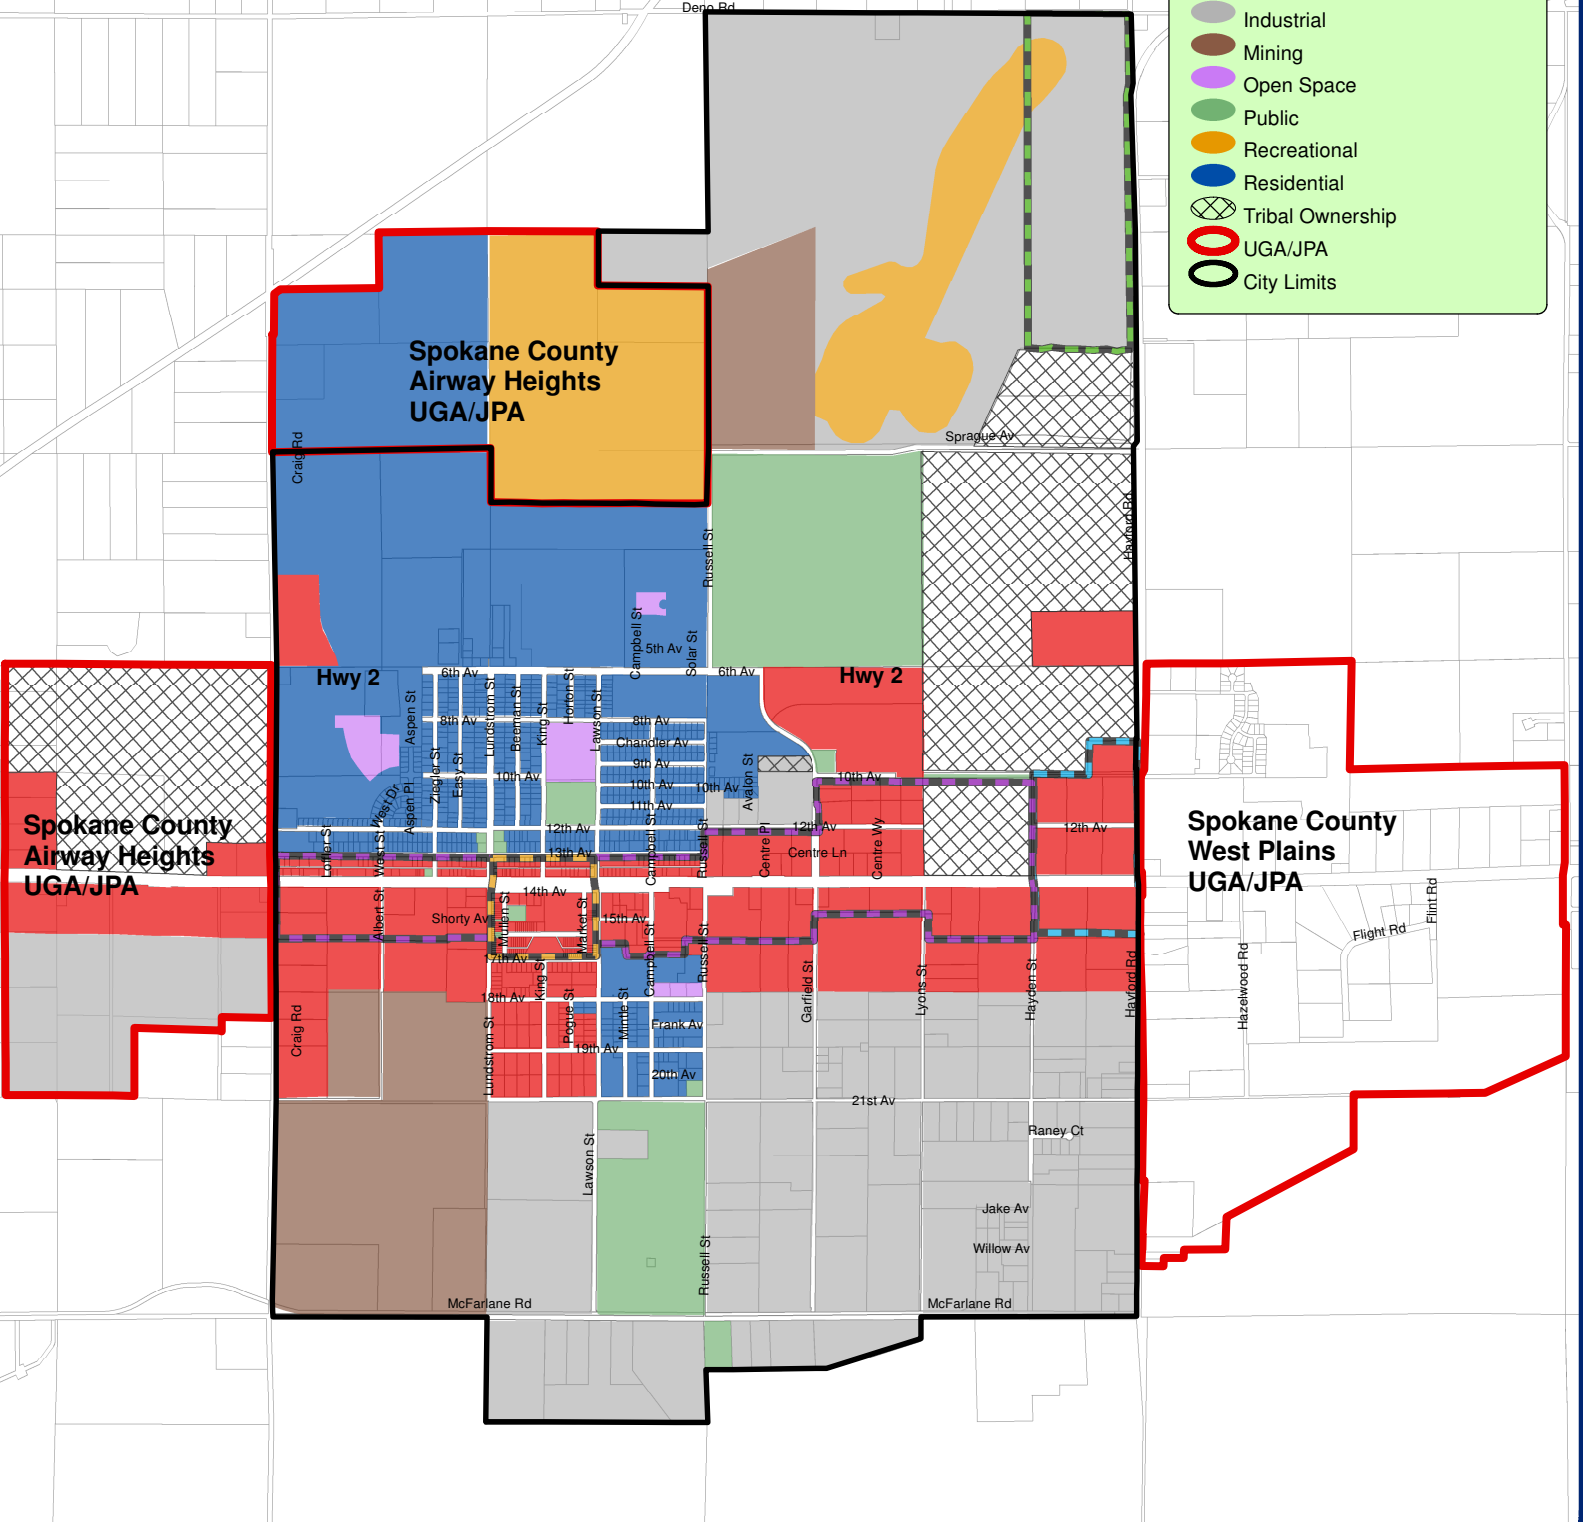 Deno Rd
Industrial
Mining
Open Space
Public
Recreational
Residential
Tribal Ownership
UGA/JPA
City Limits
Spokane County
Airway Heights
UGA/JPA
Craig Rd
Sprague Av
Hayford Rd
Russell St
Campbell St
5th Av
Solar St
Hwy 2
6th Av
6th Av
Hwy 2
Aspen St
Lundstrom St
Beeman St
King St
Horton St
Lawson St
8th Av
8th Av
Chandler Av
9th Av
Ziegler St
Easy St
10th Av
10th Av
10th Av
10th Av
Avalon St
West Dr
Aspen Pl
11th Av
12th Av
12th Av
12th Av
Loffler St
West St
13th Av
Campbell St
Russell St
Centre Pl
Centre Ln
Centre Wy
Spokane County
Airway Heights
UGA/JPA
Spokane County
West Plains
UGA/JPA
14th Av
Albert St
Shorty Av
Mullen St
Market St
15th Av
Campbell St
Russell St
Flint Rd
Flight Rd
17th Av
King St
18th Av
Pogue St
Mintle St
Frank Av
Garfield St
Lyons St
Hayden St
Hayford Rd
Hazelwood Rd
Craig Rd
Lundstrom St
19th Av
20th Av
21st Av
Raney Ct
Lawson St
Jake Av
Willow Av
Russell St
McFarlane Rd
McFarlane Rd